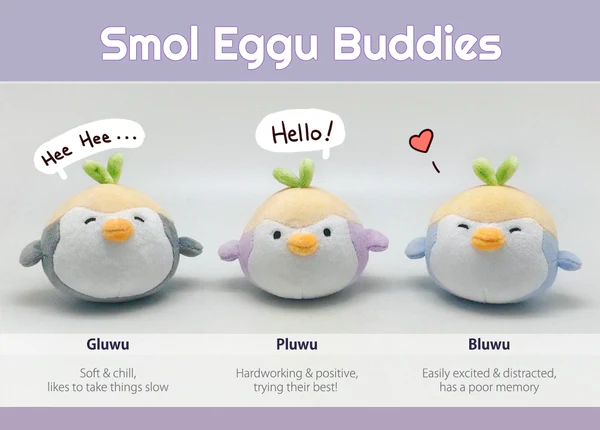 Smol Eggu Buddies
Hee Hee...
Hello!
Gluwu
Soft & chill,
likes to take things slow
Pluwu
Hardworking & positive,
trying their best!
Bluwu
Easily excited & distracted,
has a poor memory